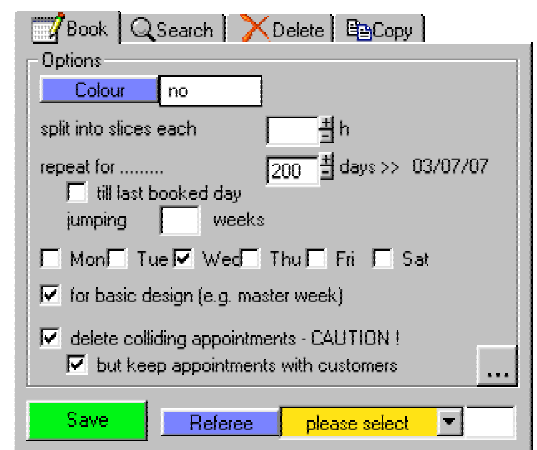 Book Search Delete Copy
Options
Colour no
split into slices each h
repeat for ......... 200 days >> 03/07/07
till last booked day
jumping weeks
Mon Tue Wed Thu Fri Sat
for basic design (e.g. master week)
delete colliding appointments - CAUTION !
but keep appointments with customers
...
Save Referee please select